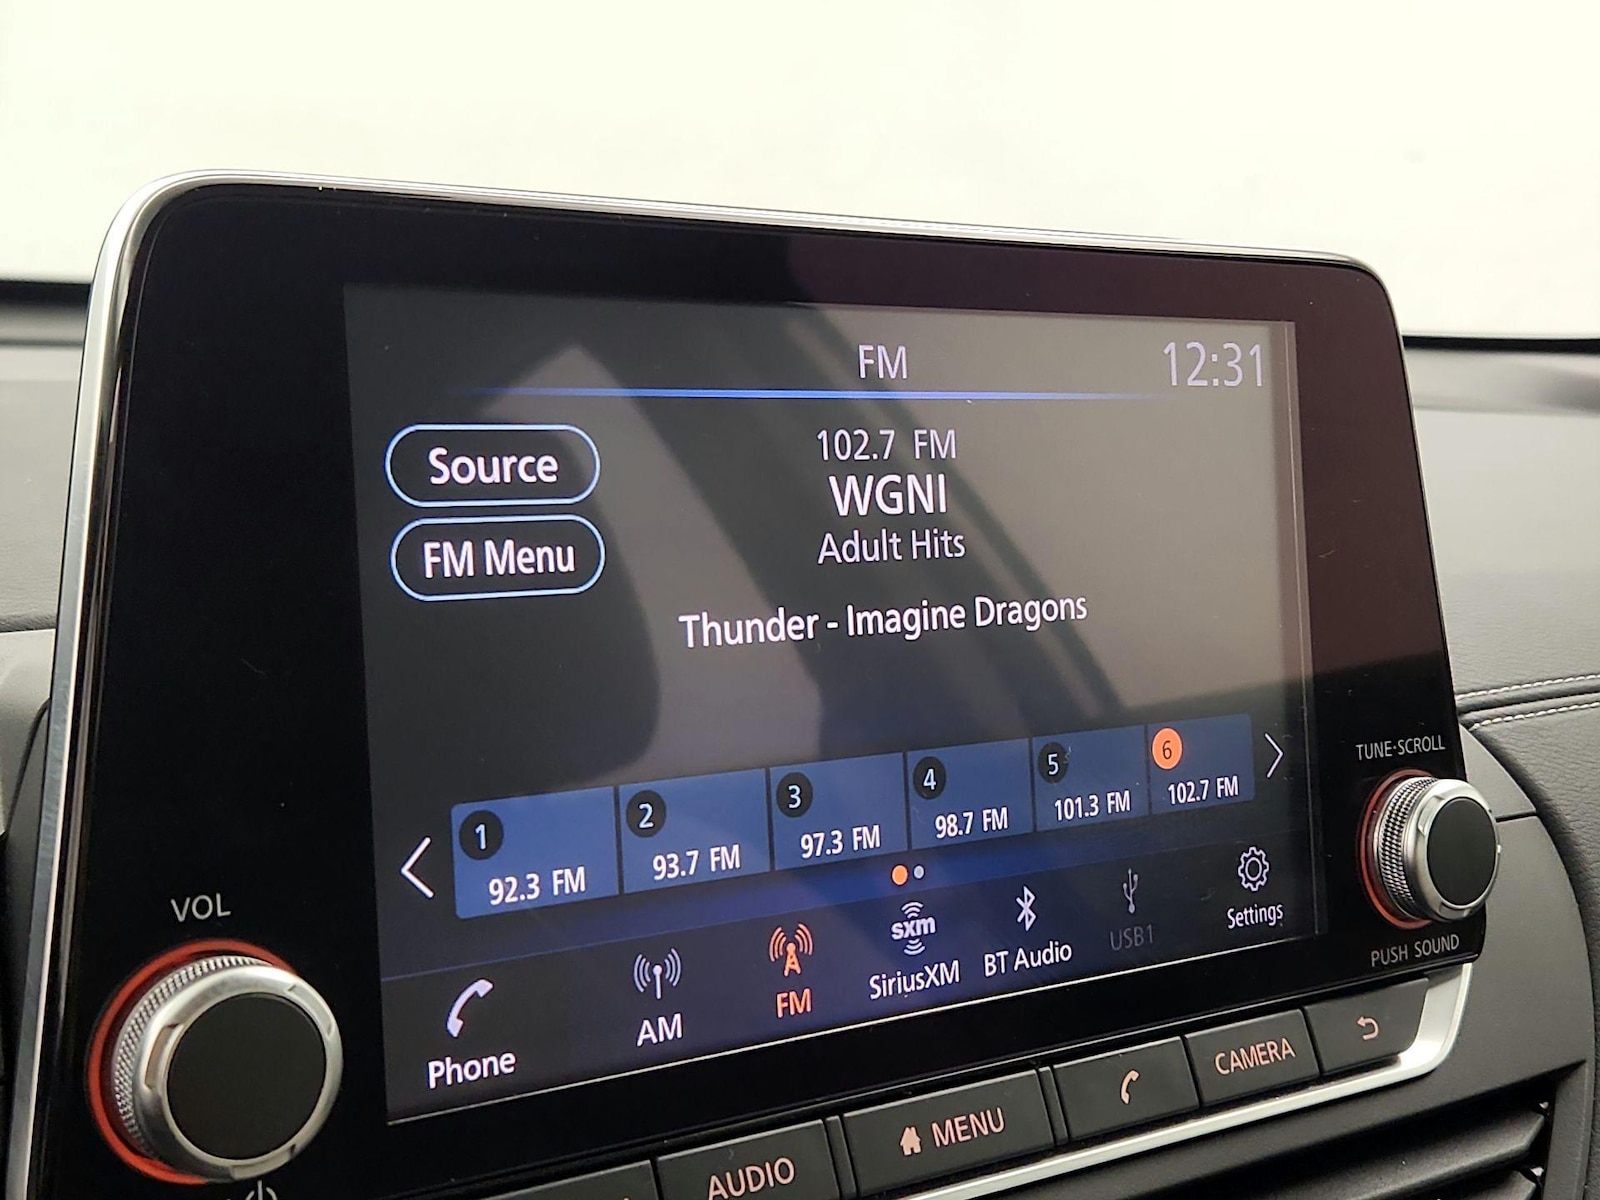 FM
12:31
Source
102.7 FM
WGNI
Adult Hits
FM Menu
Thunder - Imagine Dragons
1
92.3 FM
2
93.7 FM
3
97.3 FM
4
98.7 FM
5
101.3 FM
6
102.7 FM
Phone
AM
FM
sxm
SiriusXM
BT Audio
USB1
Settings
VOL
TUNE·SCROLL
PUSH SOUND
AUDIO
MENU
CAMERA